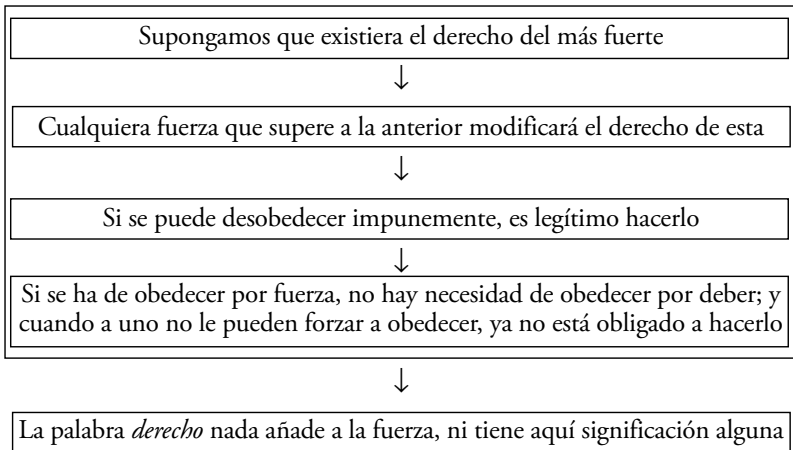 Supongamos que existiera el derecho del más fuerte
↓
Cualquiera fuerza que supere a la anterior modificará el derecho de esta
↓
Si se puede desobedecer impunemente, es legítimo hacerlo
↓
Si se ha de obedecer por fuerza, no hay necesidad de obedecer por deber; y
cuando a uno no le pueden forzar a obedecer, ya no está obligado a hacerlo
↓
La palabra derecho nada añade a la fuerza, ni tiene aquí significación alguna